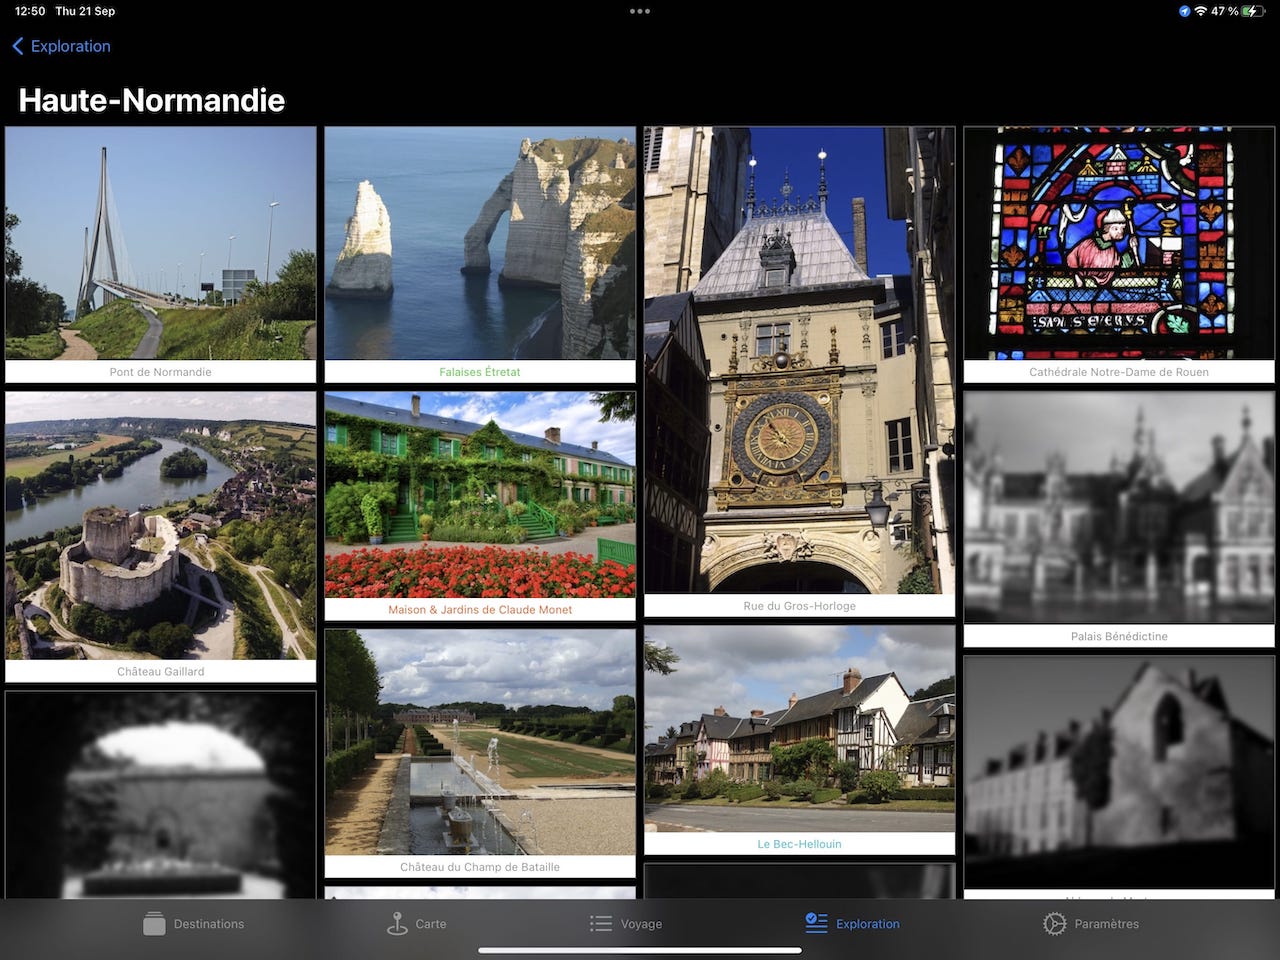 12:50 Thu 21 Sep
47 %
Exploration
Haute-Normandie
Pont de Normandie
Falaises Étretat
Rue du Gros-Horloge
Cathédrale Notre-Dame de Rouen
Château Gaillard
Maison & Jardins de Claude Monet
Palais Bénédictine
Château du Champ de Bataille
Le Bec-Hellouin
Destinations
Carte
Voyage
Exploration
Paramètres